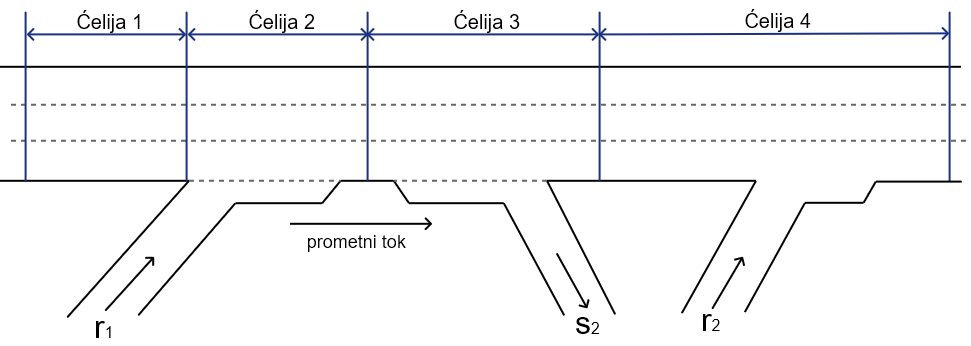 Ćelija 1
Ćelija 2
Ćelija 3
Ćelija 4
prometni tok
r1
s2
r2